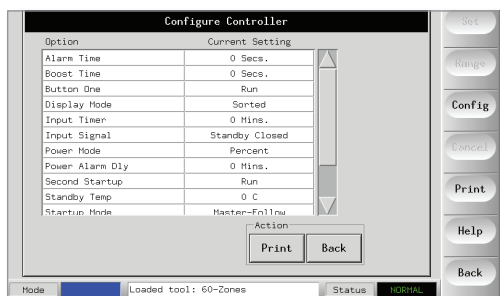 Configure Controller
Set
Option Current Setting
Alarm Time 0 Secs.
Boost Time 0 Secs.
Range
Button One Run
Display Mode Sorted
Config
Input Timer 0 Mins.
Input Signal Standby Closed
Power Mode Percent
Cancel
Power Alarm Dly 0 Mins.
Second Startup Run
Print
Standby Temp 0 C
Startup Mode Master-Follow
Action
Help
Print Back
Back
Mode Loaded tool: 60-Zones Status NORMAL